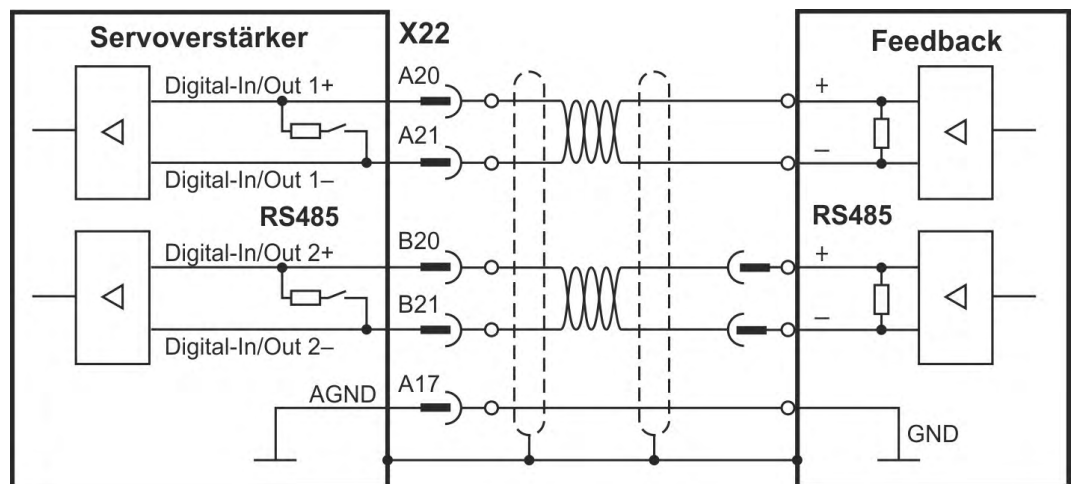 Servoverstärker
X22
Feedback
Digital-In/Out 1+
A20
+
A21
–
Digital-In/Out 1–
RS485
RS485
Digital-In/Out 2+
B20
+
B21
–
Digital-In/Out 2–
AGND
A17
GND